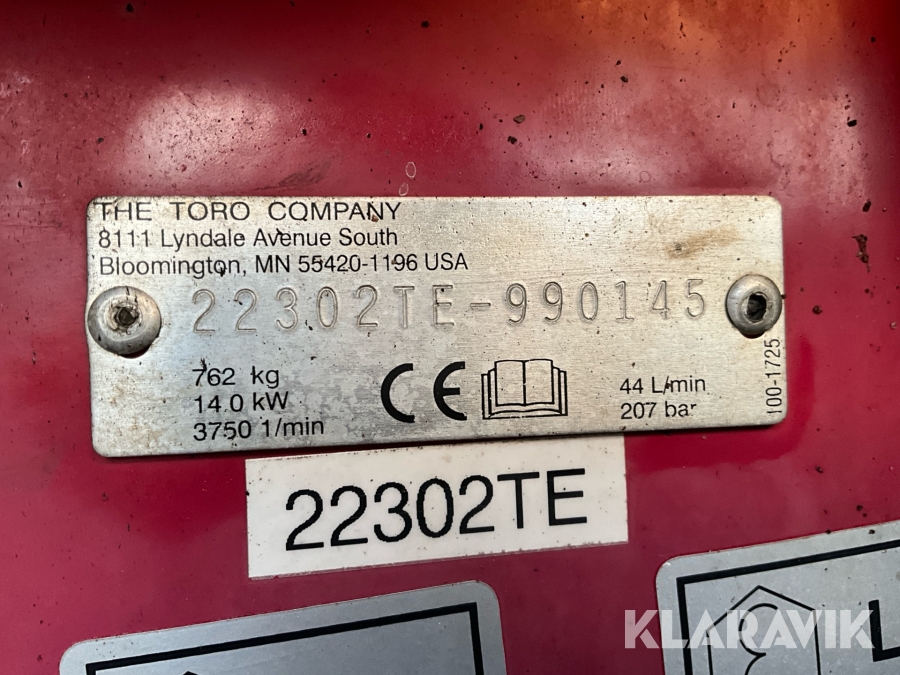 THE TORO COMPANY
8111 Lyndale Avenue South
Bloomington, MN 55420-1196 USA
22302TE-990145
762 kg
14.0 kW
3750 1/min
CE
44 L/min
207 bar
100-1725
22302TE
L
KLARAVIK